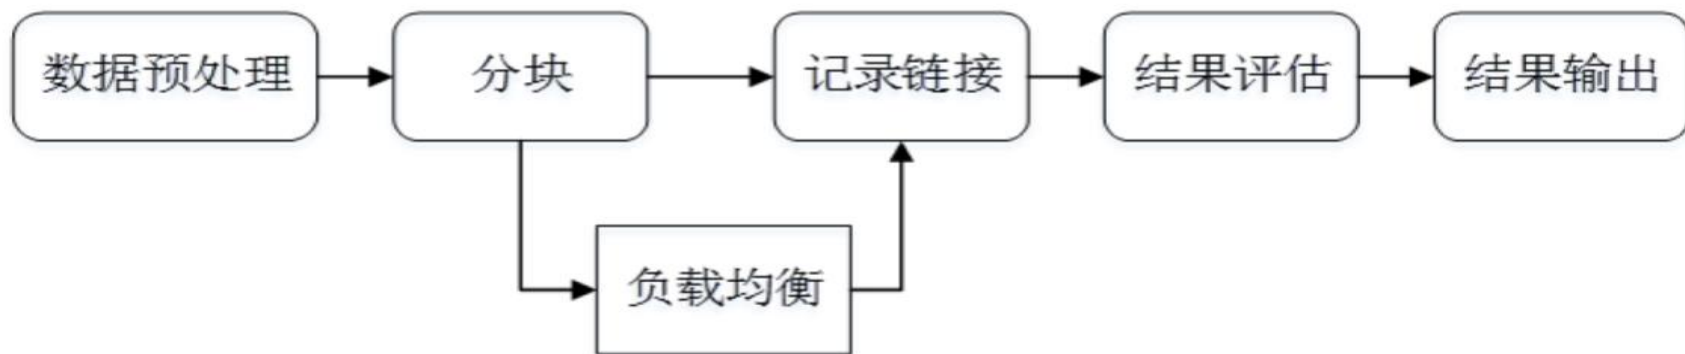 数据预处理
分块
记录链接
结果评估
结果输出
负载均衡